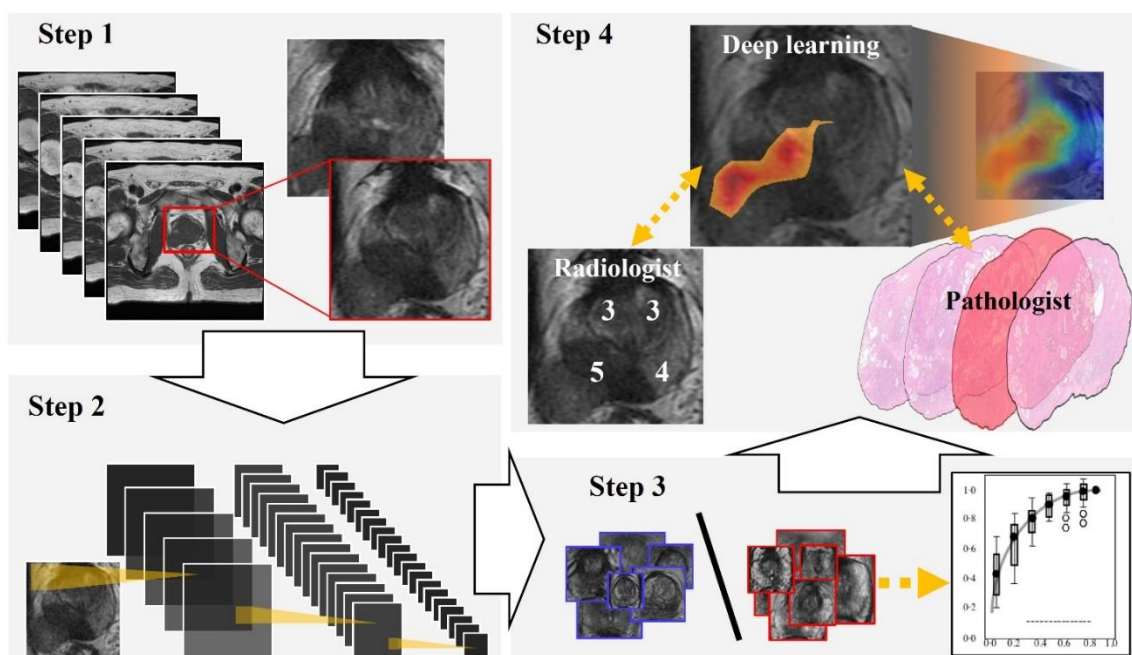 Step 1
Step 2
Step 3
1·0
0·8
0·6
0·4
0·2
0·0
0.0 0.2 0.4 0.6 0.8 1.0
Step 4
Deep learning
Radiologist
3 3
5 4
Pathologist